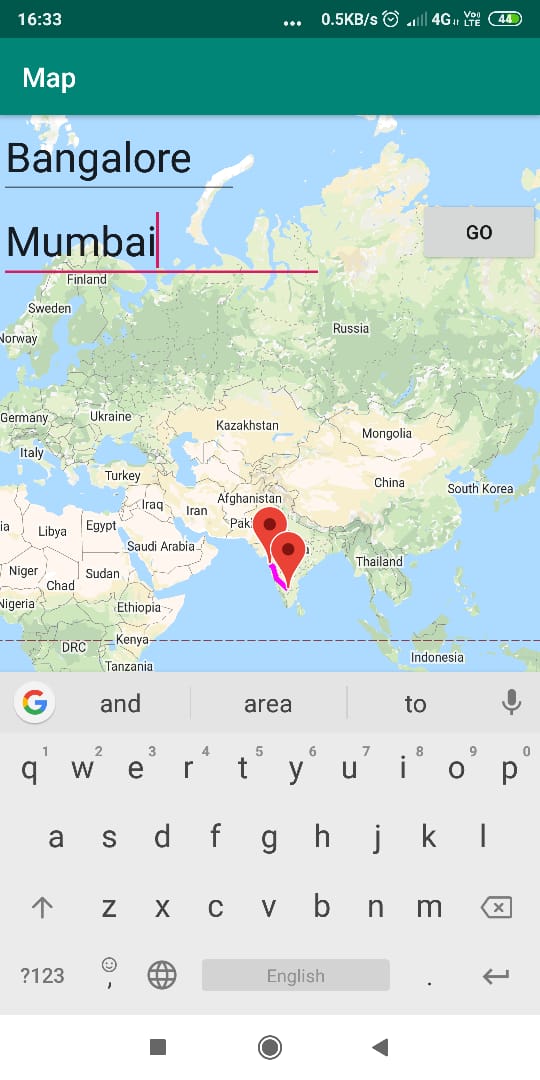 16:33 ... 0.5KB/s 4G VoLTE 44
Map
Bangalore
Mumbai
GO
Finland
Sweden
Norway
Russia
Germany
Ukraine
Kazakhstan
Mongolia
Italy
Turkey
China
South Korea
Afghanistan
Iraq
Iran
Pak
Libya
Egypt
Saudi Arabia
Thailand
Niger
Chad
Sudan
Nigeria
Ethiopia
DRC
Kenya
Indonesia
Tanzania
G and area to
1 2 3 4 5 6 7 8 9 0
q w e r t y u i o p
a s d f g h j k l
z x c v b n m
?123 , English .